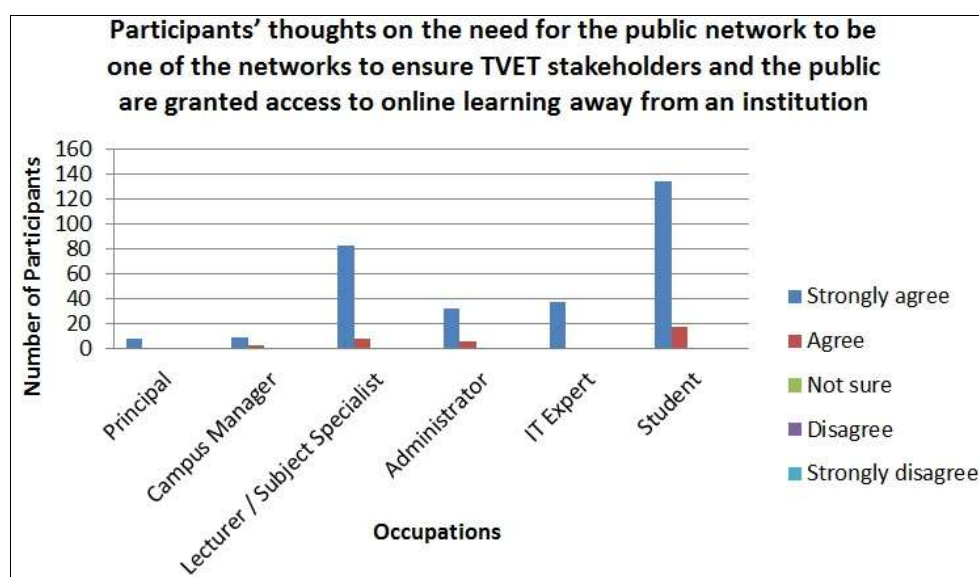 Participants’ thoughts on the need for the public network to be
one of the networks to ensure TVET stakeholders and the public
are granted access to online learning away from an institution
Number of Participants
160
140
120
100
80
60
40
20
0
Principal
Campus Manager
Lecturer / Subject Specialist
Administrator
IT Expert
Student
Occupations
Strongly agree
Agree
Not sure
Disagree
Strongly disagree